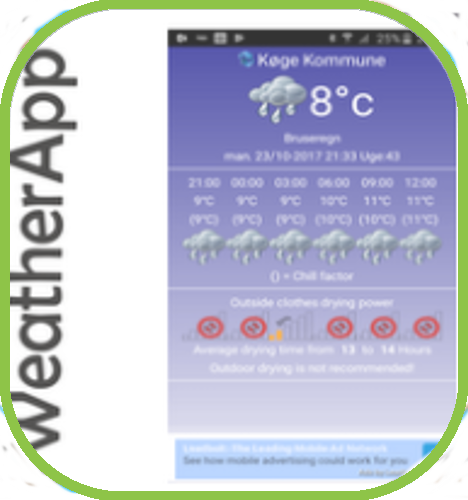 WeatherApp
25%
Køge Kommune
8°c
Bruseregn
man. 23/10-2017 21:33 Uge:43
21:00 00:00 03:00 06:00 09:00 12:00
9°C 9°C 9°C 10°C 11°C 11°C
(9°C) (9°C) (9°C) (10°C) (10°C) (11°C)
() = Chill factor
Outside clothes drying power
Average drying time from 13 to 14 Hours
Outdoor drying is not recommended!
The Leading Mobile Ad Network
See how mobile advertising could work for you.